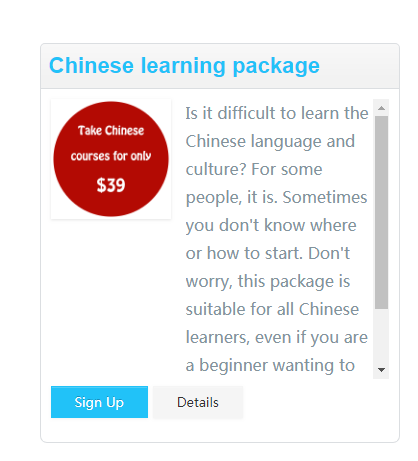 Chinese learning package
Take Chinese
courses for only
$39
Is it difficult to learn the
Chinese language and
culture? For some
people, it is. Sometimes
you don't know where
or how to start. Don't
worry, this package is
suitable for all Chinese
learners, even if you are
a beginner wanting to
Sign Up
Details